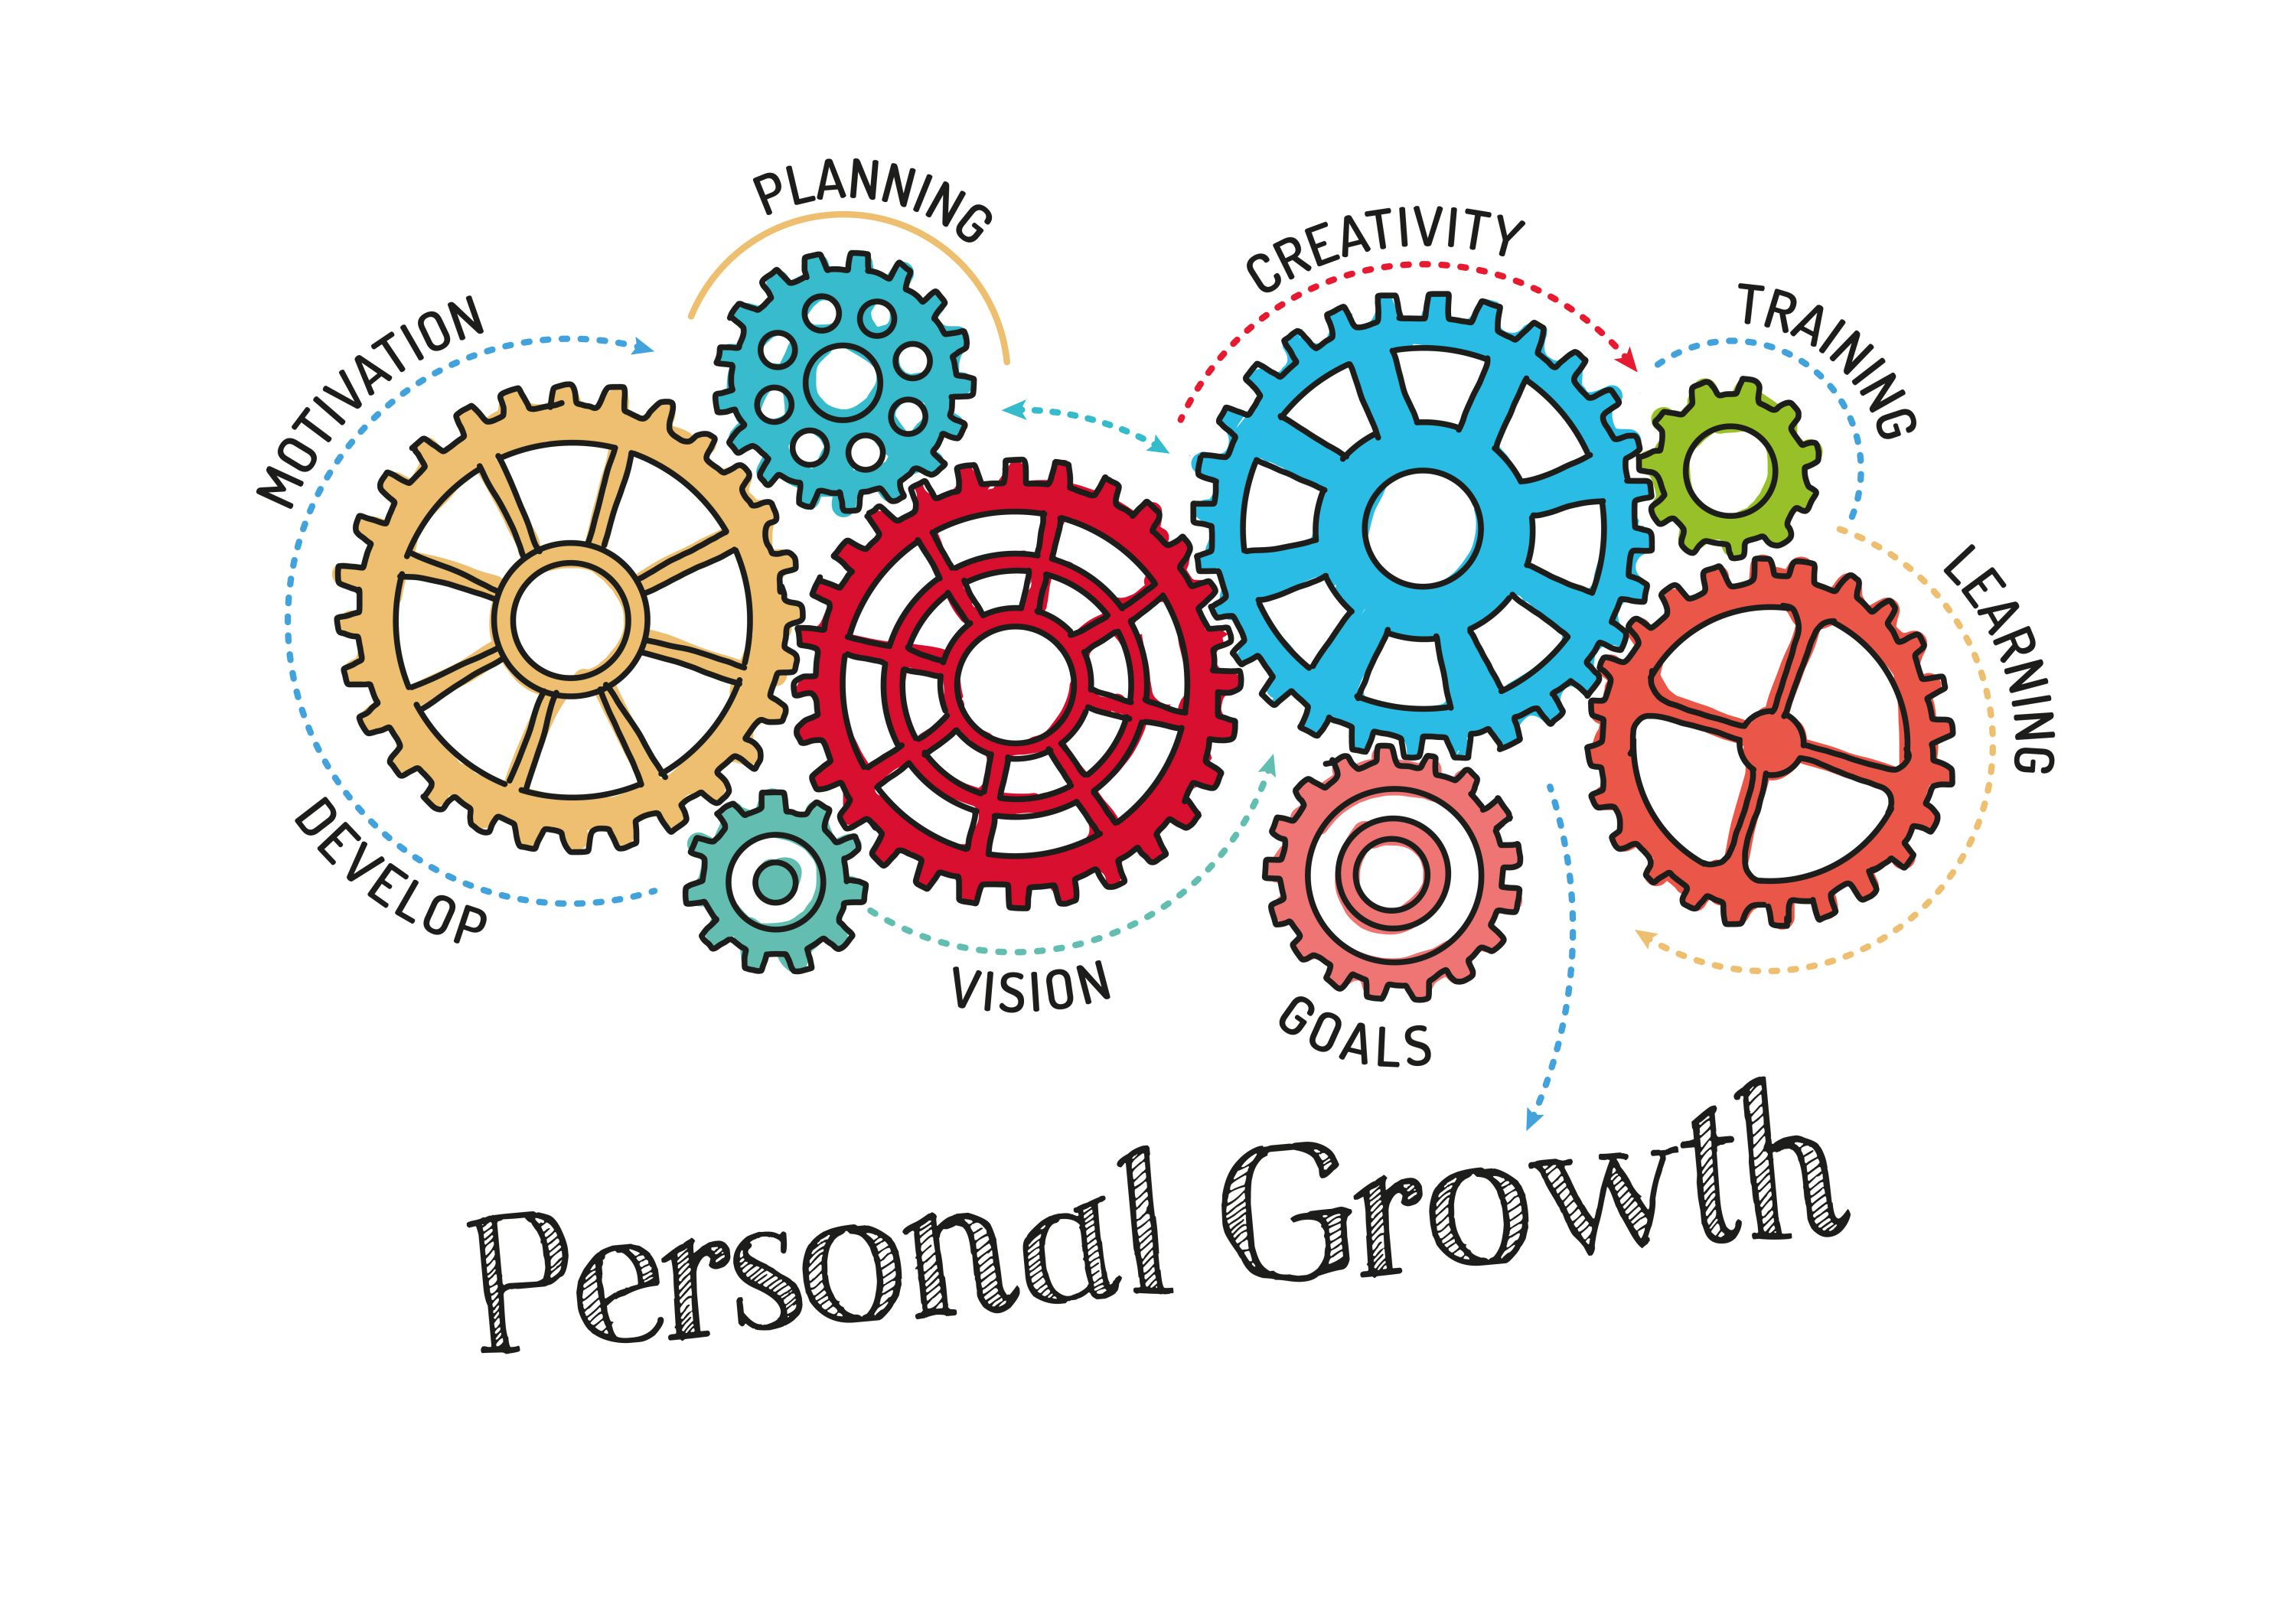 PLANNING
CREATIVITY
TRAINING
MOTIVATION
LEARNING
DEVELOP
VISION
GOALS
Personal Growth